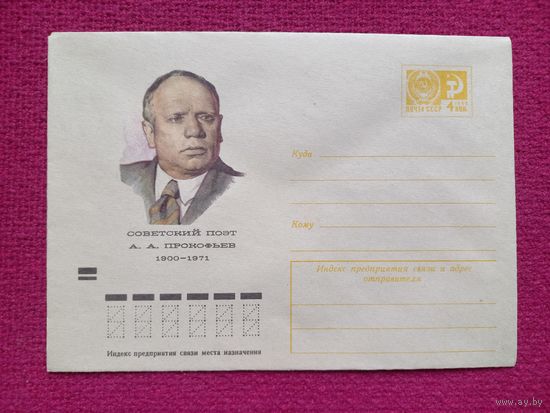 СОВЕТСКИЙ ПОЭТ
А. А. ПРОКОФЬЕВ
1900–1971
ПОЧТА СССР
4 КОП
Куда
Кому
Индекс предприятия связи и адрес
отправителя
Индекс предприятия связи места назначения
www.ay.by